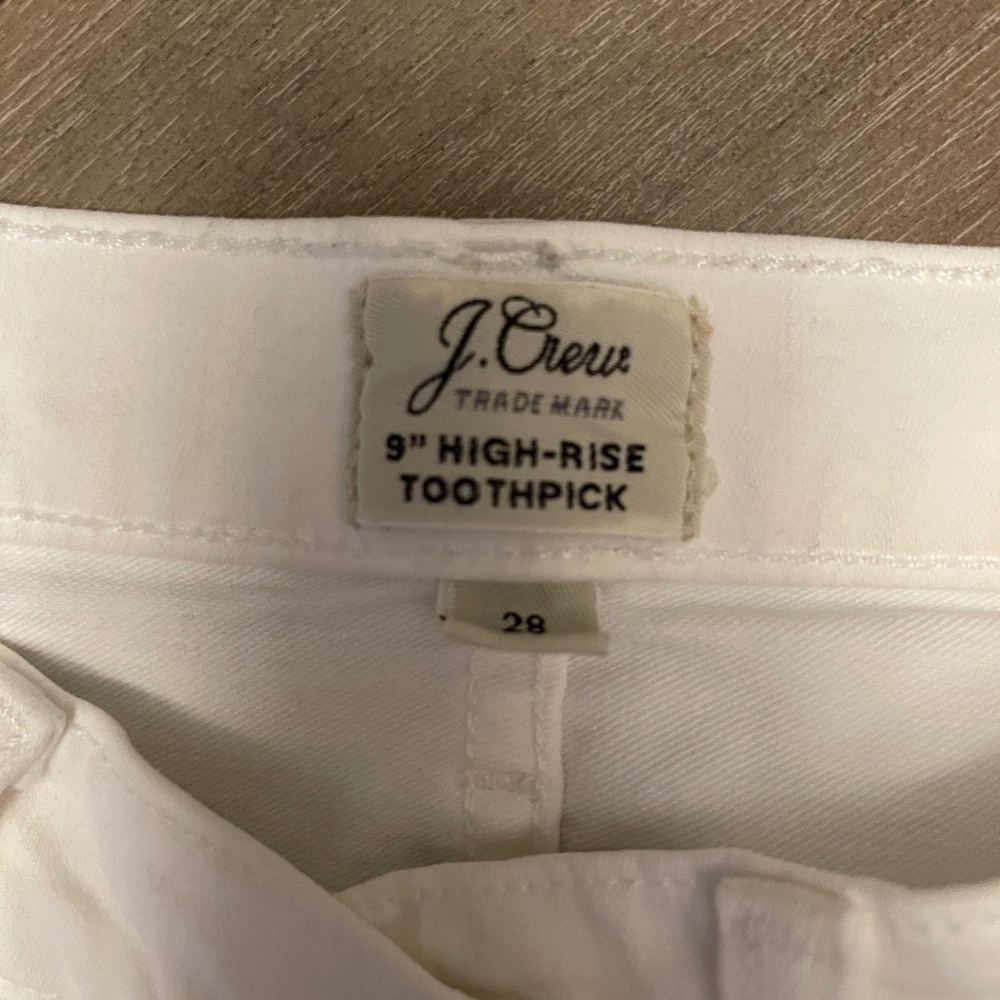 J.Crew
TRADE MARK
9" HIGH-RISE
TOOTHPICK
28